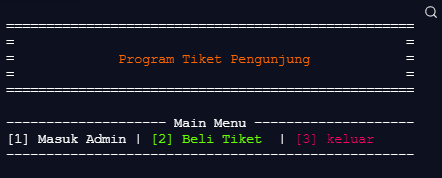 ===================================================
=                                                 =
=             Program Tiket Pengunjung            =
=                                                 =
===================================================
-------------------- Main Menu --------------------
[1] Masuk Admin | [2] Beli Tiket  | [3] keluar
---------------------------------------------------